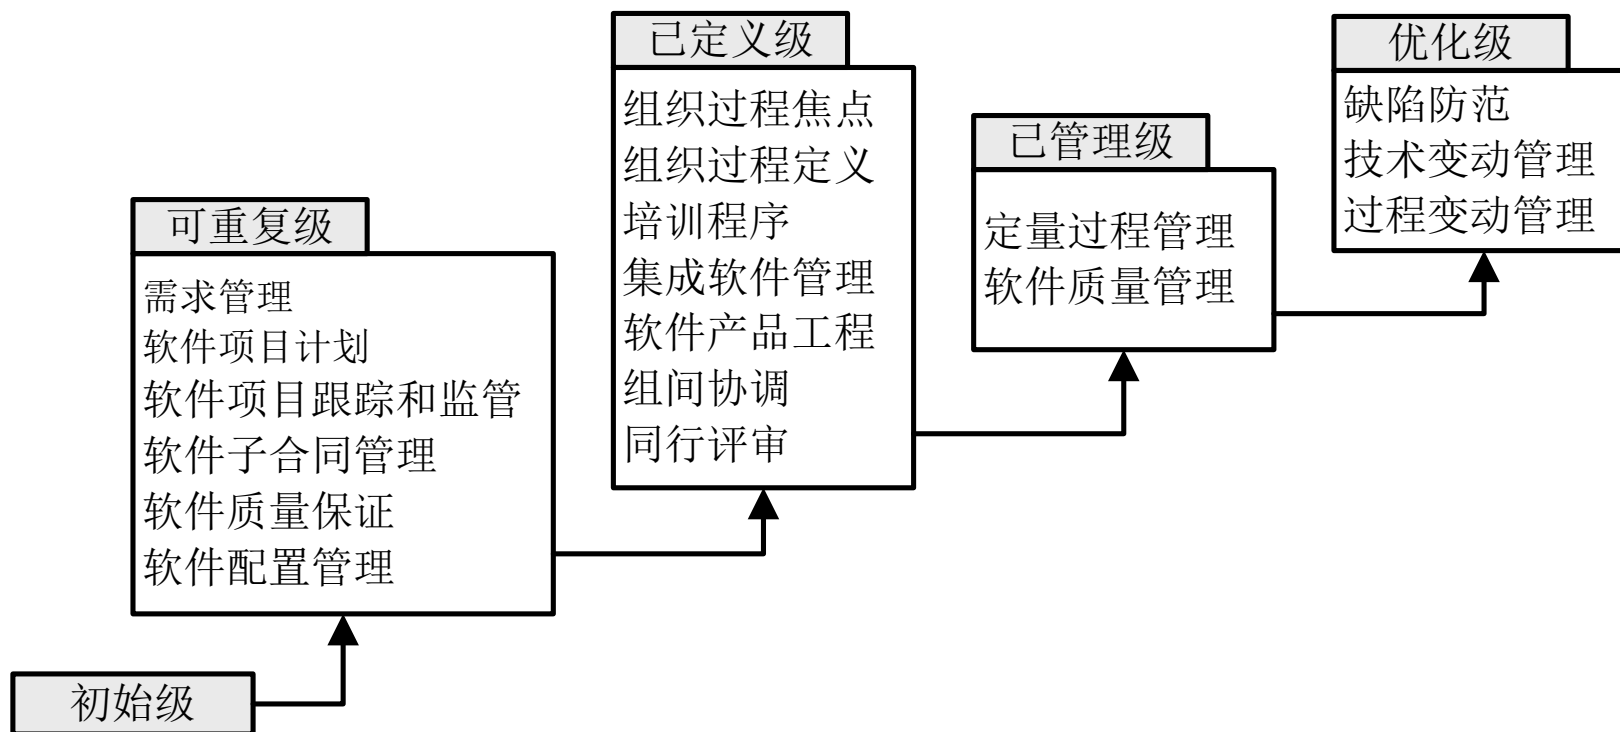 初始级
可重复级
需求管理
软件项目计划
软件项目跟踪和监管
软件子合同管理
软件质量保证
软件配置管理
已定义级
组织过程焦点
组织过程定义
培训程序
集成软件管理
软件产品工程
组间协调
同行评审
已管理级
定量过程管理
软件质量管理
优化级
缺陷防范
技术变动管理
过程变动管理